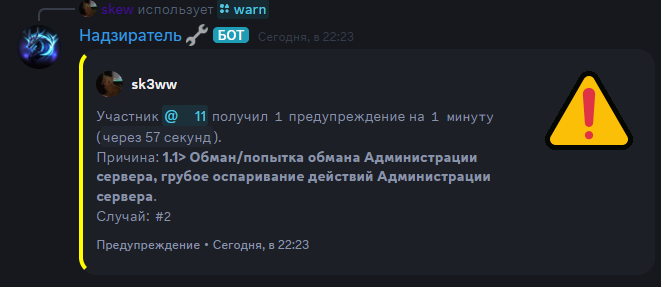 skew использует warn
Надзиратель БОТ Сегодня, в 22:23
sk3ww
Участник @ 11 получил 1 предупреждение на 1 минуту
(через 57 секунд).
Причина: 1.1> Обман/попытка обмана Администрации
сервера, грубое оспаривание действий Администрации
сервера.
Случай: #2
Предупреждение • Сегодня, в 22:23